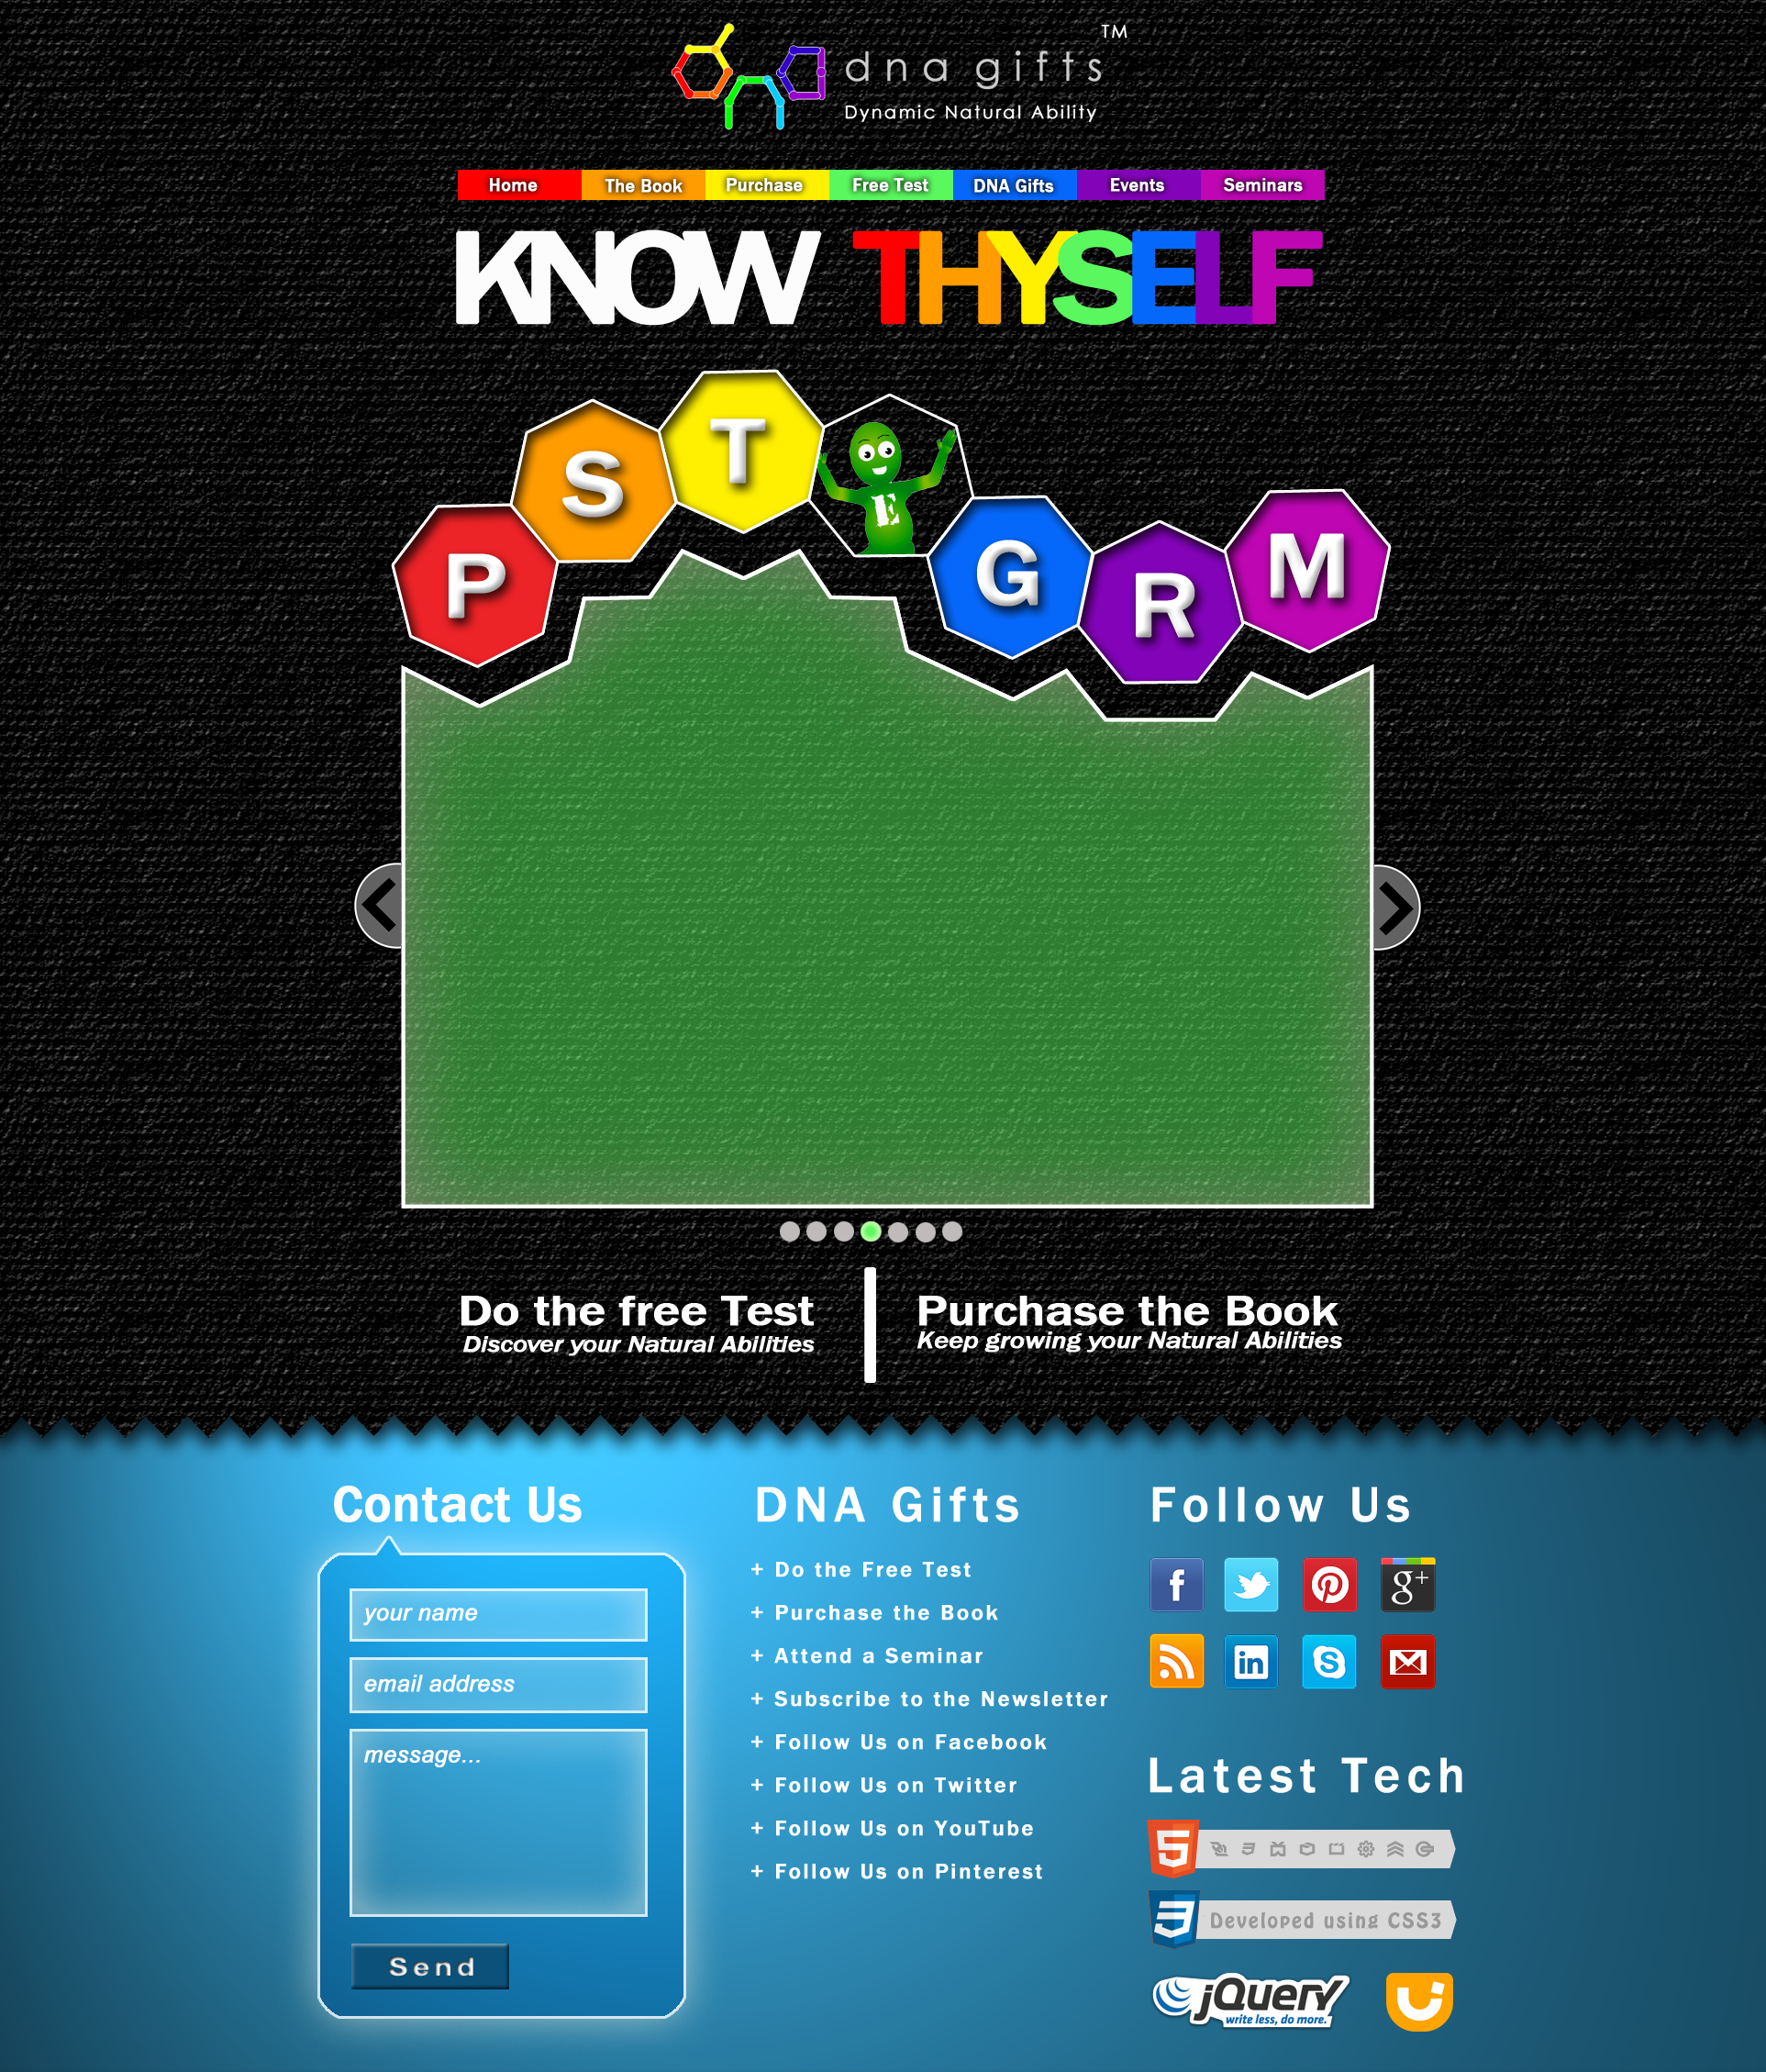 TM
dna gifts
Dynamic Natural Ability
Home The Book Purchase Free Test DNA Gifts Events Seminars
KNOW THYSELF
P S T E G R M
Do the free Test
Discover your Natural Abilities
Purchase the Book
Keep growing your Natural Abilities
Contact Us
your name
email address
message...
Send
DNA Gifts
+ Do the Free Test
+ Purchase the Book
+ Attend a Seminar
+ Subscribe to the Newsletter
+ Follow Us on Facebook
+ Follow Us on Twitter
+ Follow Us on YouTube
+ Follow Us on Pinterest
Follow Us
f
g+
in
S
Latest Tech
5
3 Developed using CSS3
jQuery
write less, do more.